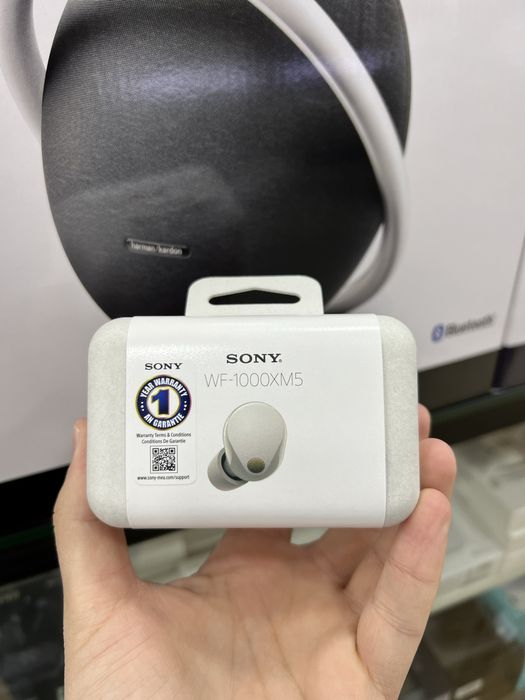 harman/kardon
Bluetooth
SONY
WF-1000XM5
SONY
YEAR WARRANTY
1
AN GARANTIE
Warranty Terms & Conditions
Conditions De Garantie
www.sony-mea.com/support